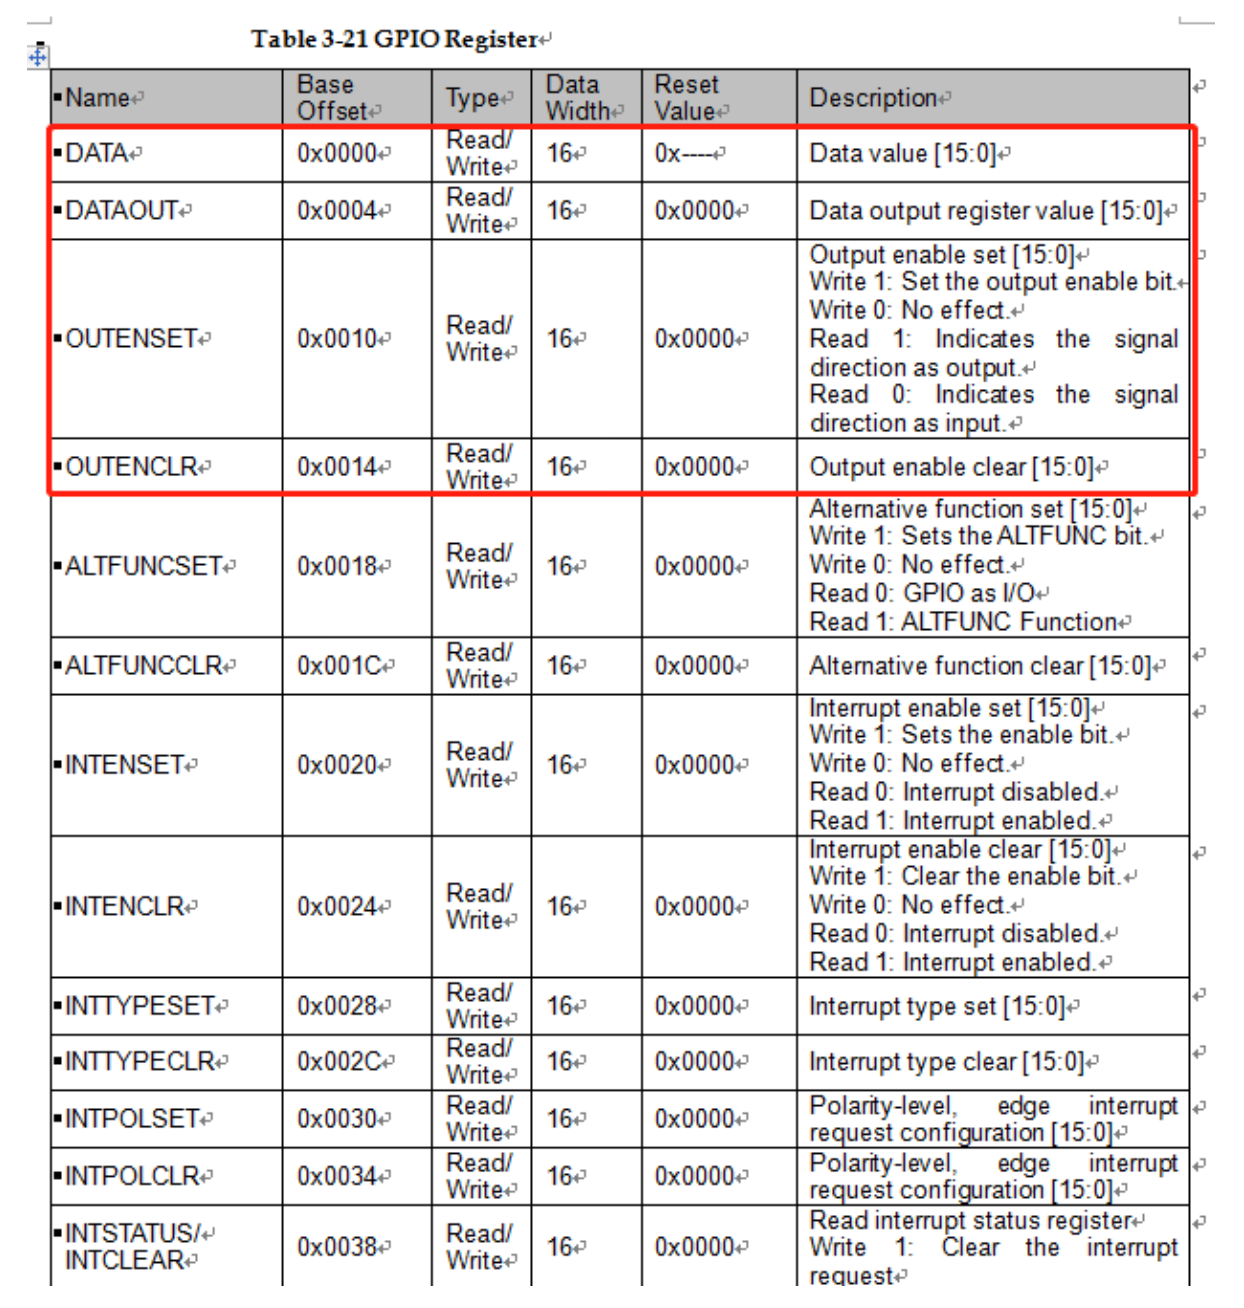 Table 3-21 GPIO Register
Name Base Offset Type Data Width Reset Value Description
DATA 0x0000 Read/Write 16 0x---- Data value [15:0]
DATAOUT 0x0004 Read/Write 16 0x0000 Data output register value [15:0]
OUTENSET 0x0010 Read/Write 16 0x0000 Output enable set [15:0]
Write 1: Set the output enable bit.
Write 0: No effect.
Read 1: Indicates the signal
direction as output.
Read 0: Indicates the signal
direction as input.
OUTENCLR 0x0014 Read/Write 16 0x0000 Output enable clear [15:0]
ALTFUNCSET 0x0018 Read/Write 16 0x0000 Alternative function set [15:0]
Write 1: Sets the ALTFUNC bit.
Write 0: No effect.
Read 0: GPIO as I/O
Read 1: ALTFUNC Function
ALTFUNCCLR 0x001C Read/Write 16 0x0000 Alternative function clear [15:0]
INTENSET 0x0020 Read/Write 16 0x0000 Interrupt enable set [15:0]
Write 1: Sets the enable bit.
Write 0: No effect.
Read 0: Interrupt disabled.
Read 1: Interrupt enabled.
INTENCLR 0x0024 Read/Write 16 0x0000 Interrupt enable clear [15:0]
Write 1: Clear the enable bit.
Write 0: No effect.
Read 0: Interrupt disabled.
Read 1: Interrupt enabled.
INTTYPESET 0x0028 Read/Write 16 0x0000 Interrupt type set [15:0]
INTTYPECLR 0x002C Read/Write 16 0x0000 Interrupt type clear [15:0]
INTPOLSET 0x0030 Read/Write 16 0x0000 Polarity-level, edge interrupt
request configuration [15:0]
INTPOLCLR 0x0034 Read/Write 16 0x0000 Polarity-level, edge interrupt
request configuration [15:0]
INTSTATUS/
INTCLEAR 0x0038 Read/Write 16 0x0000 Read interrupt status register
Write 1: Clear the interrupt
request